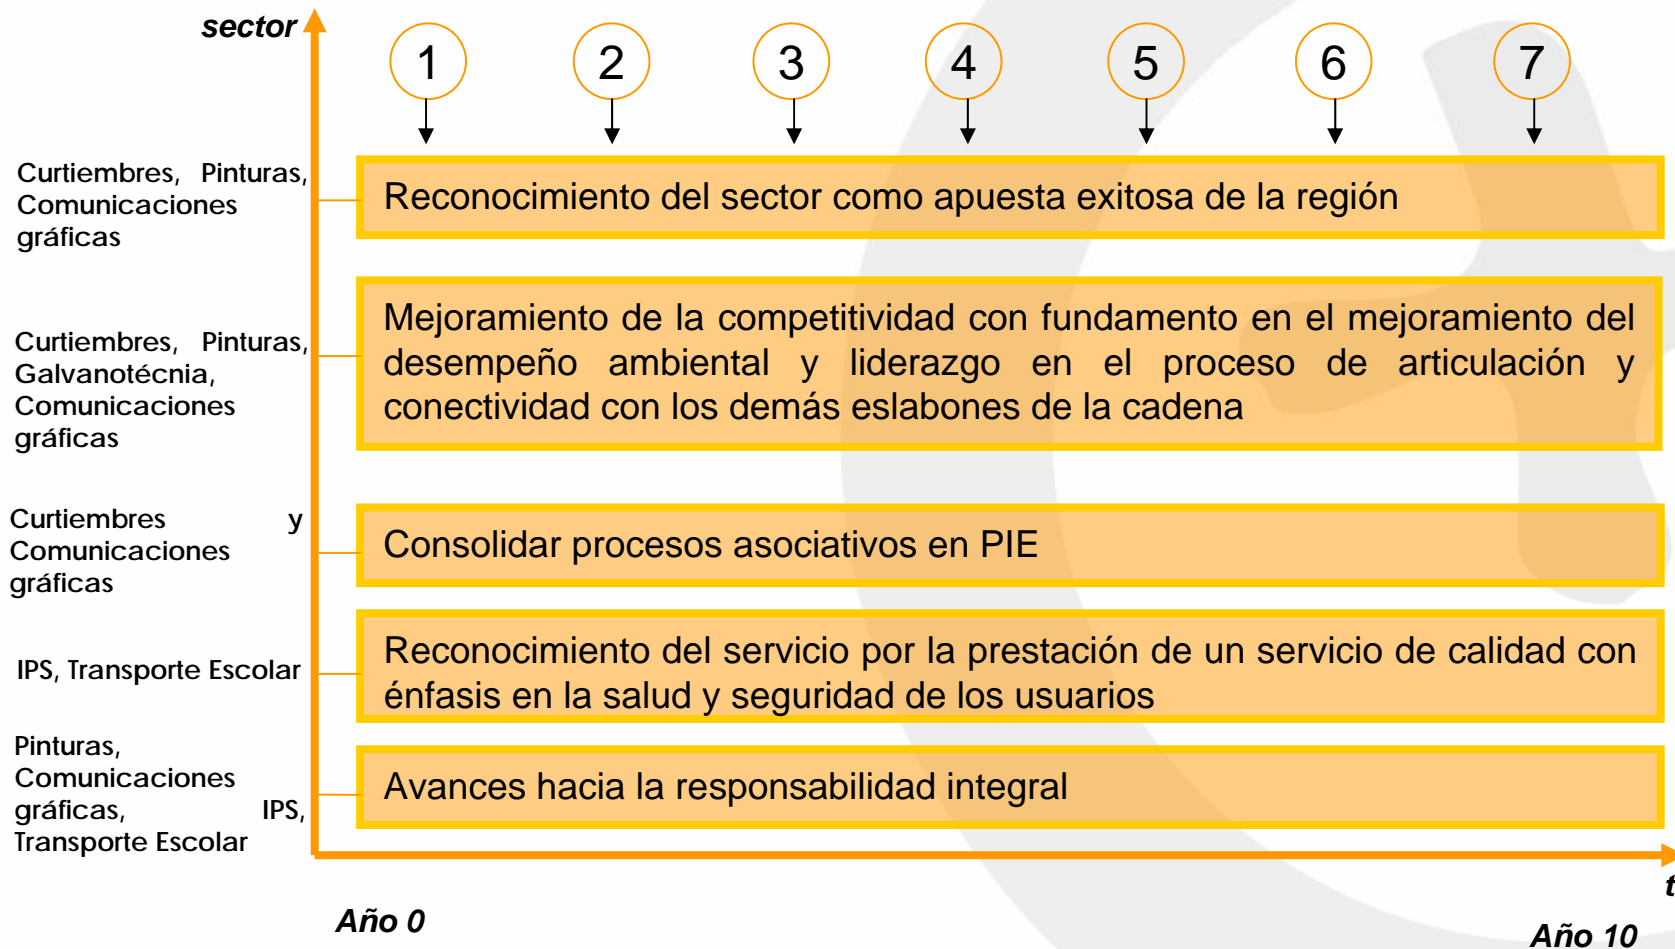 sector
1 2 3 4 5 6 7
Curtiembres, Pinturas,
Comunicaciones
gráficas
Reconocimiento del sector como apuesta exitosa de la región
Curtiembres, Pinturas,
Galvanotécnia,
Comunicaciones
gráficas
Mejoramiento de la competitividad con fundamento en el mejoramiento del
desempeño ambiental y liderazgo en el proceso de articulación y
conectividad con los demás eslabones de la cadena
Curtiembres y
Comunicaciones
gráficas
Consolidar procesos asociativos en PIE
IPS, Transporte Escolar
Reconocimiento del servicio por la prestación de un servicio de calidad con
énfasis en la salud y seguridad de los usuarios
Pinturas,
Comunicaciones
gráficas, IPS,
Transporte Escolar
Avances hacia la responsabilidad integral
t
Año 0
Año 10